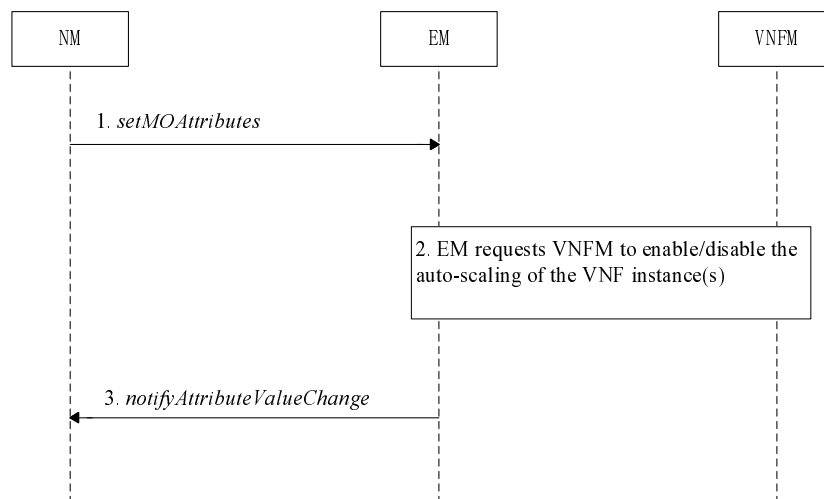 NM
EM
VNFM
1. setMOAttributes
2. EM requests VNFM to enable/disable the
auto-scaling of the VNF instance(s)
3. notifyAttributeValueChange